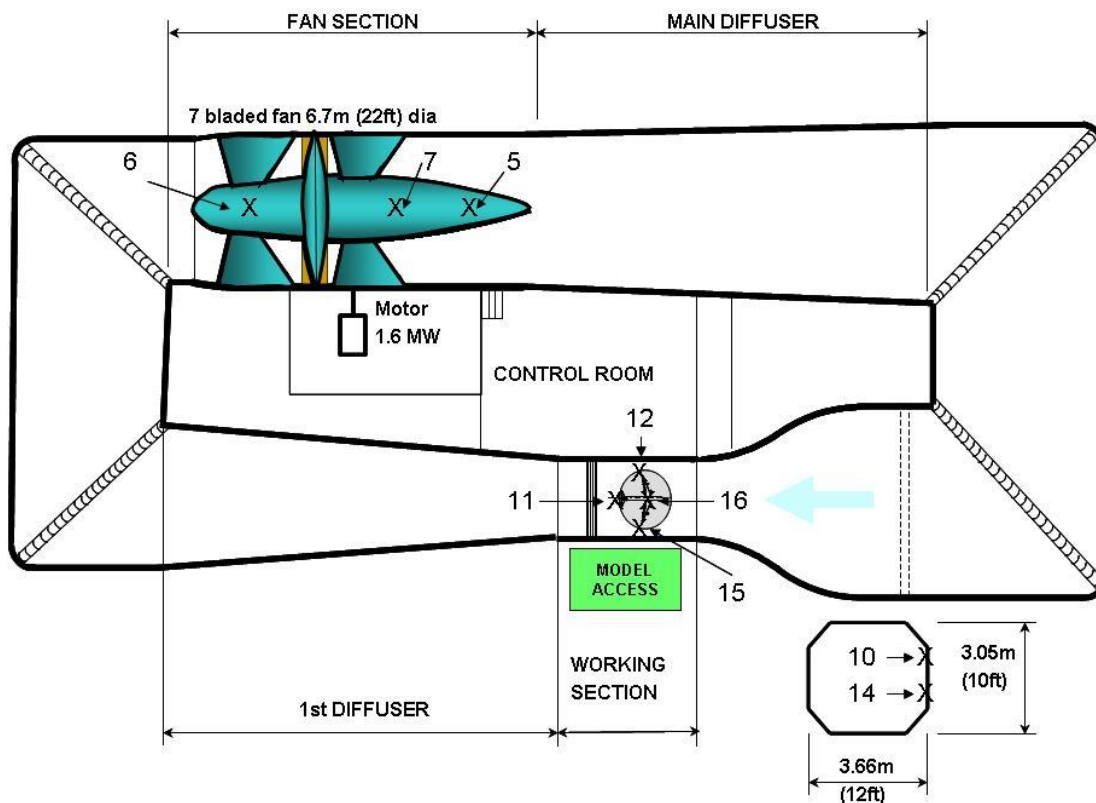 FAN SECTION
MAIN DIFFUSER
7 bladed fan 6.7m (22ft) dia
6
7
5
X
X
X
Motor
1.6 MW
CONTROL ROOM
12
X
11
X
X
16
X
15
MODEL
ACCESS
WORKING
SECTION
1st DIFFUSER
10
X
14
X
3.05m
(10ft)
3.66m
(12ft)